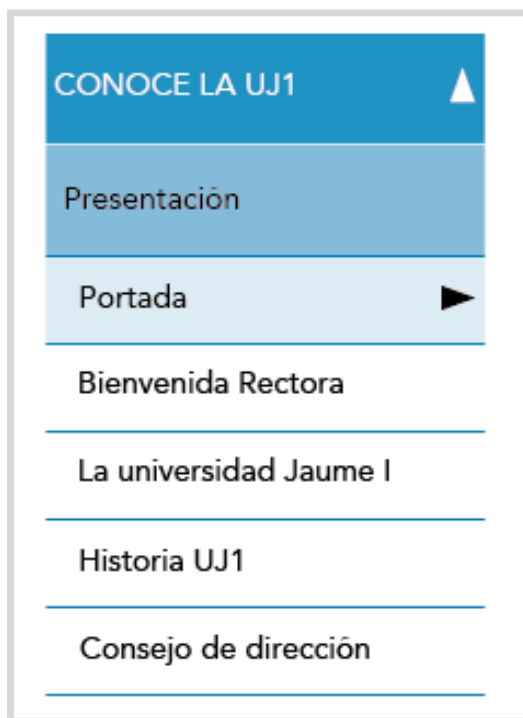 CONOCE LA UJ1
Presentación
Portada
Bienvenida Rectora
La universidad Jaume I
Historia UJ1
Consejo de dirección